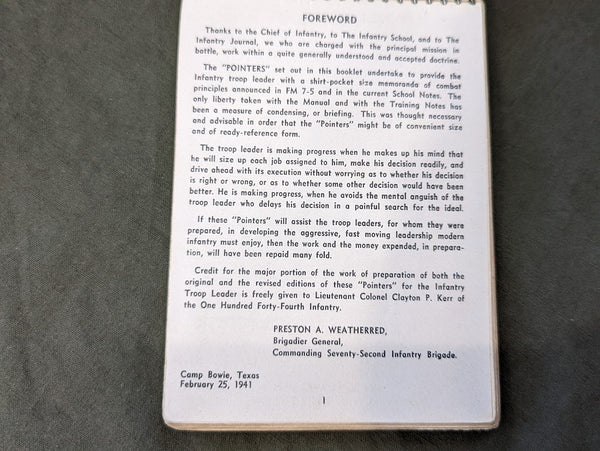 FOREWORD
Thanks to the Chief of Infantry, to The Infantry School, and to The
Infantry Journal, we who are charged with the principal mission in
battle, work within a quite generally understood and accepted doctrine.
The "POINTERS" set out in this booklet undertake to provide the
Infantry troop leader with a shirt-pocket size memoranda of combat
principles announced in FM 7-5 and in the current School Notes. The
only liberty taken with the Manual and with the Training Notes has
been a measure of condensing, or briefing. This was thought necessary
and advisable in order that the "Pointers" might be of convenient size
and of ready-reference form.
The troop leader is making progress when he makes up his mind that
he will size up each job assigned to him, make his decision readily, and
drive ahead with its execution without worrying as to whether his decision
is right or wrong, or as to whether some other decision would have been
better. He is making progress, when he avoids the mental anguish of the
troop leader who delays his decision in a painful search for the ideal.
If these "Pointers" will assist the troop leaders, for whom they were
prepared, in developing the aggressive, fast moving leadership modern
infantry must enjoy, then the work and the money expended, in prepara-
tion, will have been repaid many fold.
Credit for the major portion of the work of preparation of both the
original and the revised editions of these "Pointers" for the Infantry
Troop Leader is freely given to Lieutenant Colonel Clayton P. Kerr of
the One Hundred Forty-Fourth Infantry.
PRESTON A. WEATHERRED,
Brigadier General,
Commanding Seventy-Second Infantry Brigade.
Camp Bowie, Texas
February 25, 1941
1